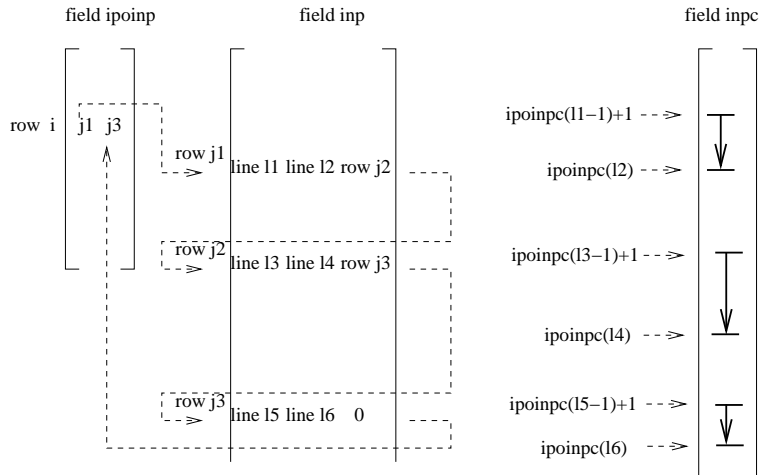 field ipoinp field inp field inpc
row i j1 j3
row j1
line l1 line l2 row j2
row j2
line l3 line l4 row j3
row j3
line l5 line l6 0
ipoinpc(l1−1)+1
ipoinpc(l2)
ipoinpc(l3−1)+1
ipoinpc(l4)
ipoinpc(l5−1)+1
ipoinpc(l6)